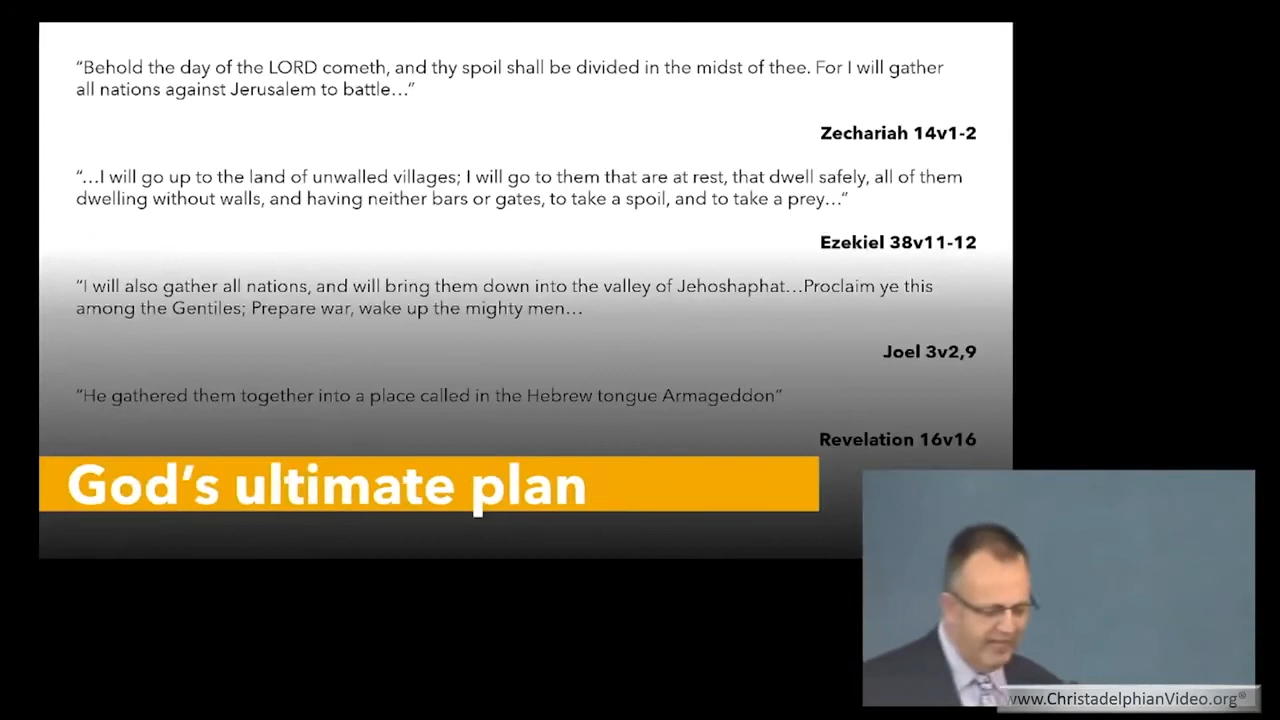 “Behold the day of the LORD cometh, and thy spoil shall be divided in the midst of thee. For I will gather
all nations against Jerusalem to battle…”
Zechariah 14v1-2
“…I will go up to the land of unwalled villages; I will go to them that are at rest, that dwell safely, all of them
dwelling without walls, and having neither bars or gates, to take a spoil, and to take a prey…”
Ezekiel 38v11-12
“I will also gather all nations, and will bring them down into the valley of Jehoshaphat…Proclaim ye this
among the Gentiles; Prepare war, wake up the mighty men…
Joel 3v2,9
“He gathered them together into a place called in the Hebrew tongue Armageddon”
Revelation 16v16
God’s ultimate plan
www.ChristadelphianVideo.org®